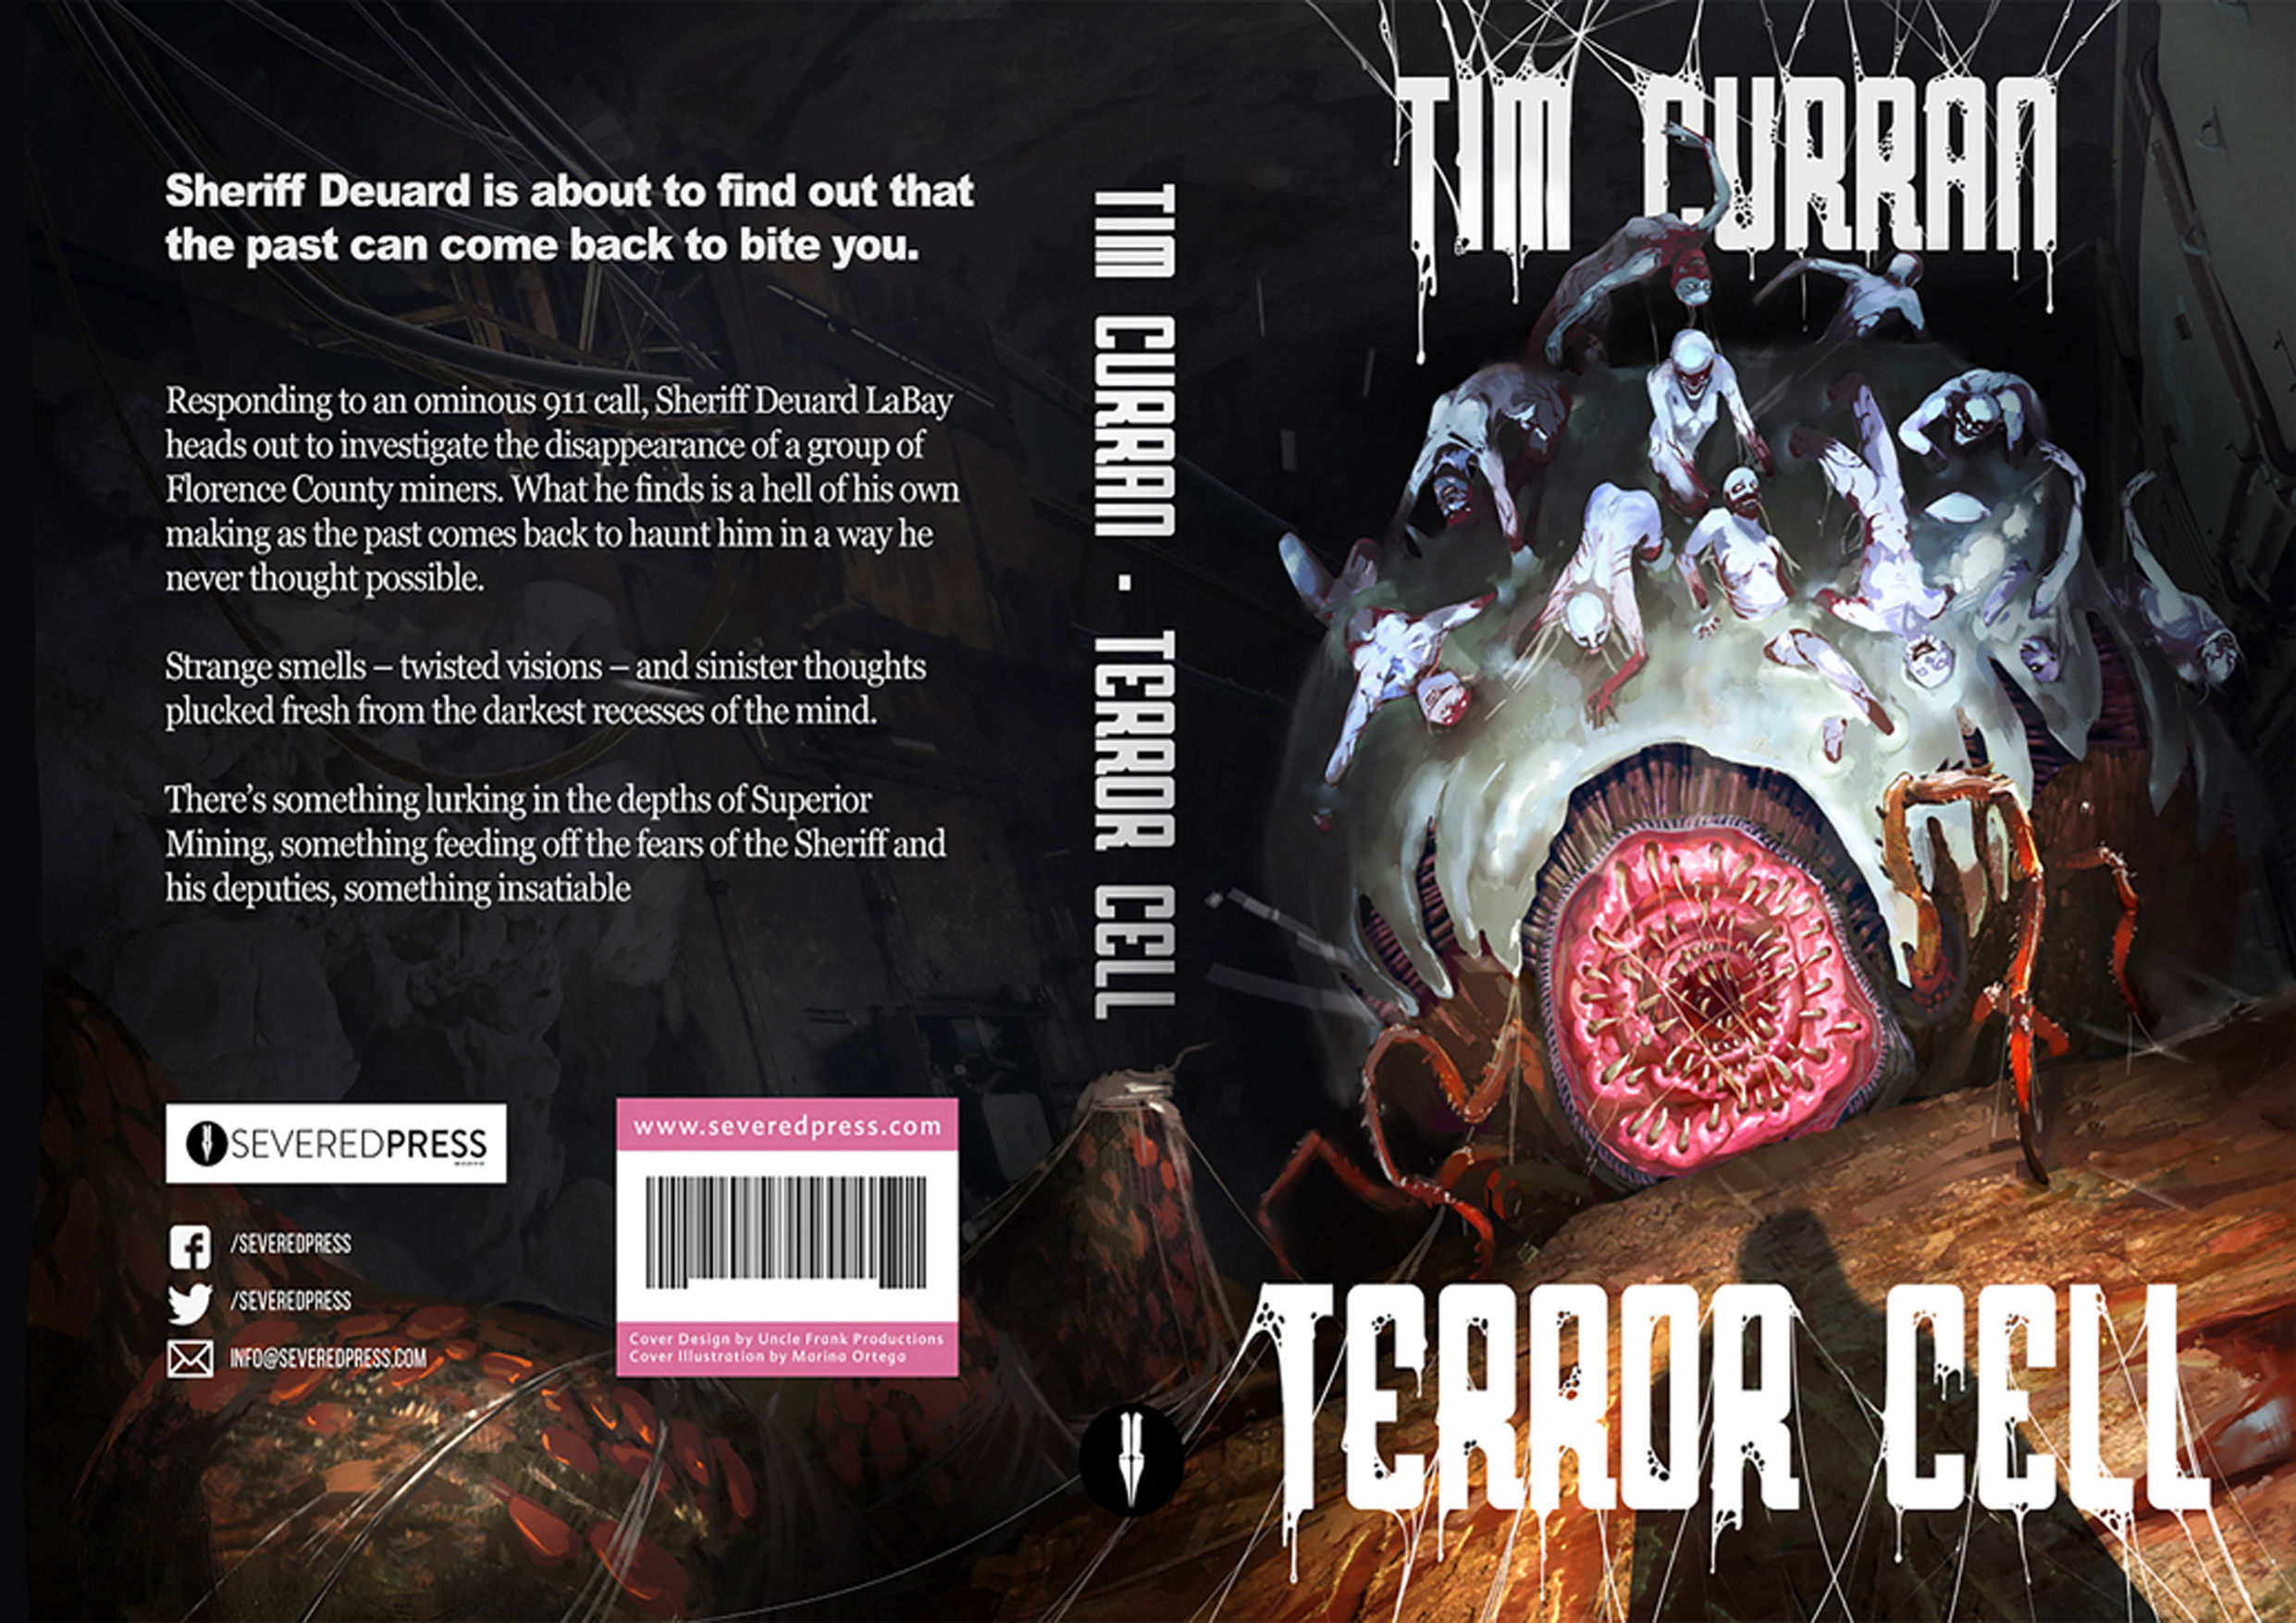 Sheriff Deuard is about to find out that
the past can come back to bite you.
Responding to an ominous 911 call, Sheriff Deuard LaBay
heads out to investigate the disappearance of a group of
Florence County miners. What he finds is a hell of his own
making as the past comes back to haunt him in a way he
never thought possible.
Strange smells – twisted visions – and sinister thoughts
plucked fresh from the darkest recesses of the mind.
There's something lurking in the depths of Superior
Mining, something feeding off the fears of the Sheriff and
his deputies, something insatiable
SEVEREDPRESS
/SEVEREDPRESS
/SEVEREDPRESS
INFO@SEVEREDPRESS.COM
www.severedpress.com
Cover Design by Uncle Frank Productions
Cover Illustration by Marina Ortega
TIM CURRAN · TERROR CELL
TIM CURRAN
TERROR CELL